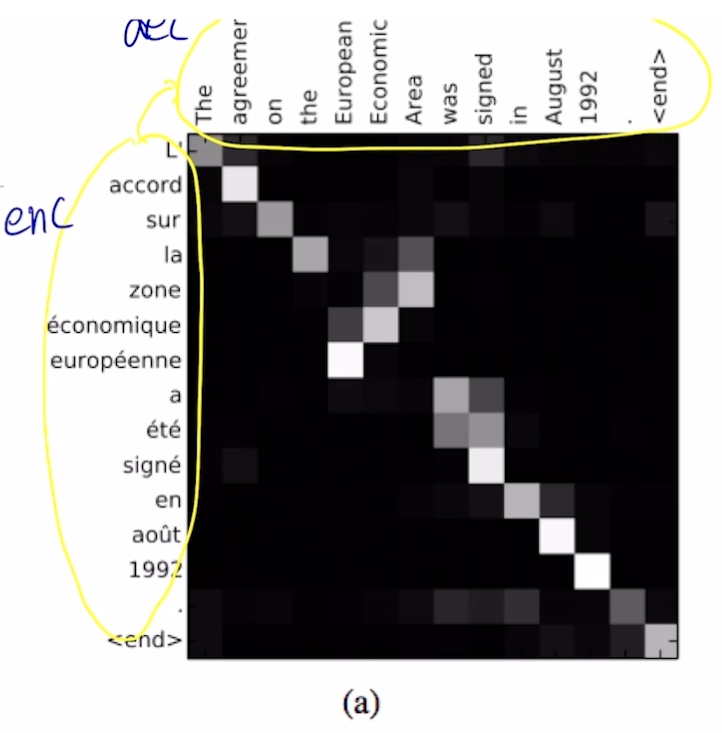 The
agreement
on
the
European
Economic
Area
was
signed
in
August
1992
.
<end>
enc
L'
accord
sur
la
zone
économique
européenne
a
été
signé
en
août
1992
.
<end>
(a)